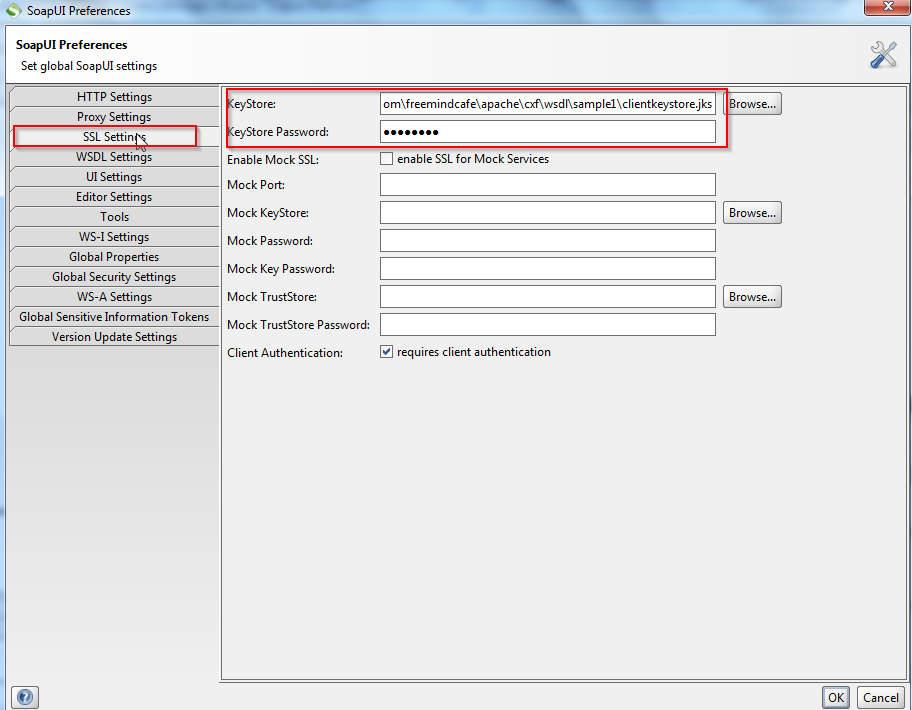 SoapUI Preferences
SoapUI Preferences
Set global SoapUI settings
HTTP Settings
Proxy Settings
SSL Settings
WSDL Settings
UI Settings
Editor Settings
Tools
WS-I Settings
Global Properties
Global Security Settings
WS-A Settings
Global Sensitive Information Tokens
Version Update Settings
KeyStore: om\freemindcafe\apache\cxf\wsdl\sample1\clientkeystore.jks Browse...
KeyStore Password: ●●●●●●●●
Enable Mock SSL: enable SSL for Mock Services
Mock Port:
Mock KeyStore: Browse...
Mock Password:
Mock Key Password:
Mock TrustStore: Browse...
Mock TrustStore Password:
Client Authentication: requires client authentication
OK Cancel